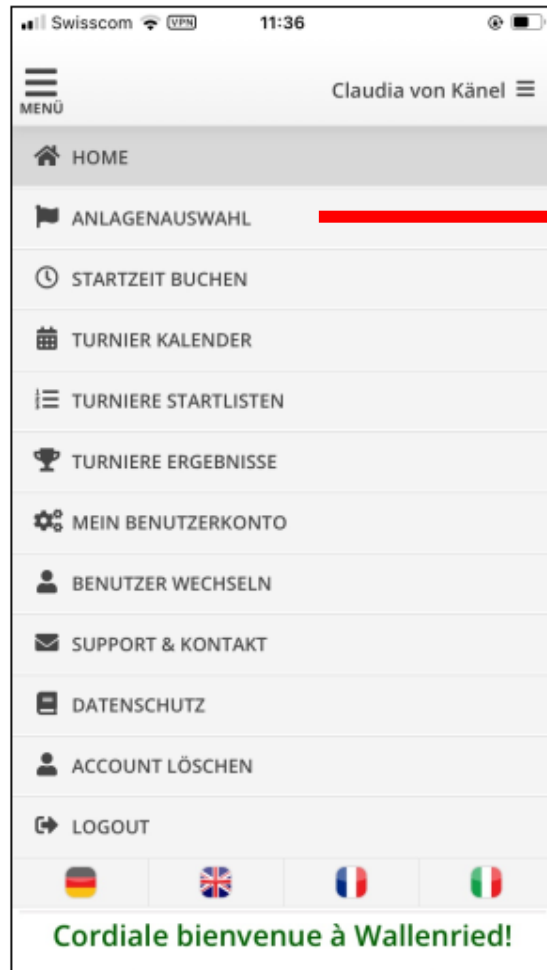 Swisscom VPN 11:36
Claudia von Känel
MENÜ
HOME
ANLAGENAUSWAHL
STARTZEIT BUCHEN
TURNIER KALENDER
TURNIERE STARTLISTEN
TURNIERE ERGEBNISSE
MEIN BENUTZERKONTO
BENUTZER WECHSELN
SUPPORT & KONTAKT
DATENSCHUTZ
ACCOUNT LÖSCHEN
LOGOUT
Cordiale bienvenue à Wallenried!